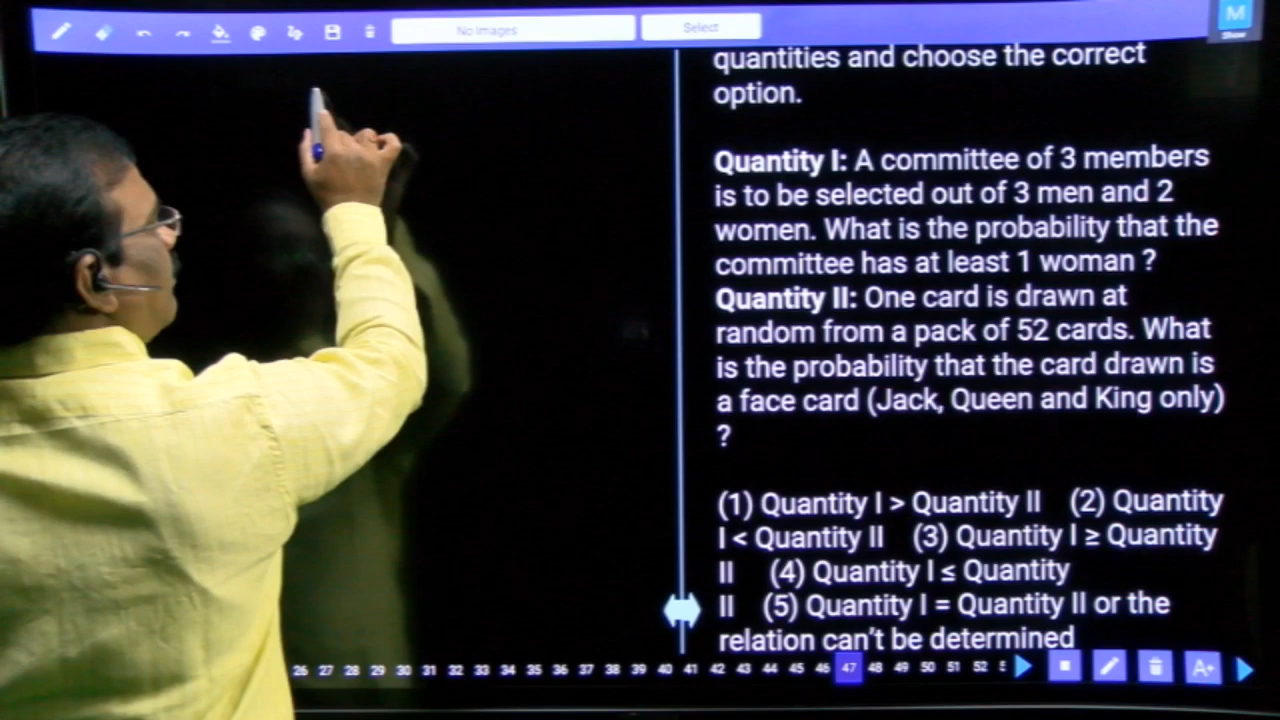 No Images
Select
M
Show
quantities and choose the correct
option.
Quantity I: A committee of 3 members
is to be selected out of 3 men and 2
women. What is the probability that the
committee has at least 1 woman ?
Quantity II: One card is drawn at
random from a pack of 52 cards. What
is the probability that the card drawn is
a face card (Jack, Queen and King only)
?
(1) Quantity I > Quantity II (2) Quantity
I < Quantity II (3) Quantity I ≥ Quantity
II (4) Quantity I ≤ Quantity
II (5) Quantity I = Quantity II or the
relation can't be determined
26 27 28 29 30 31 32 33 34 35 36 37 38 39 40 41 42 43 44 45 46 47 48 49 50 51 52
A+